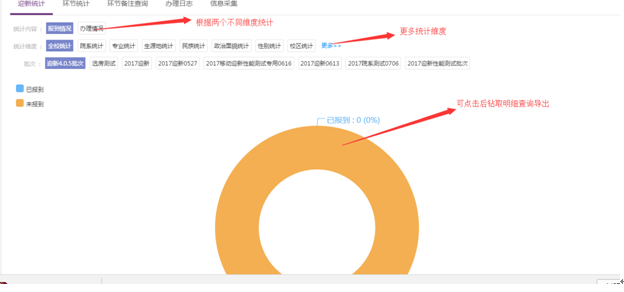 迎新统计 环节统计 环节备注查询 办理日志 信息采集
统计内容： 报到情况 办理情况 根据两个不同维度统计
更多统计维度
统计维度： 全校统计 院系统计 专业统计 生源地统计 民族统计 政治面貌统计 性别统计 校区统计 更多>>
批次： 迎新4.0.5批次 选房测试 2017迎新 2017迎新0527 2017移动迎新性能测试专用0616 2017迎新0613 2017院系测试0706 2017迎新性能测试批次
已报到
未报到
可点击后钻取明细查询导出
已报到 : 0 (0%)